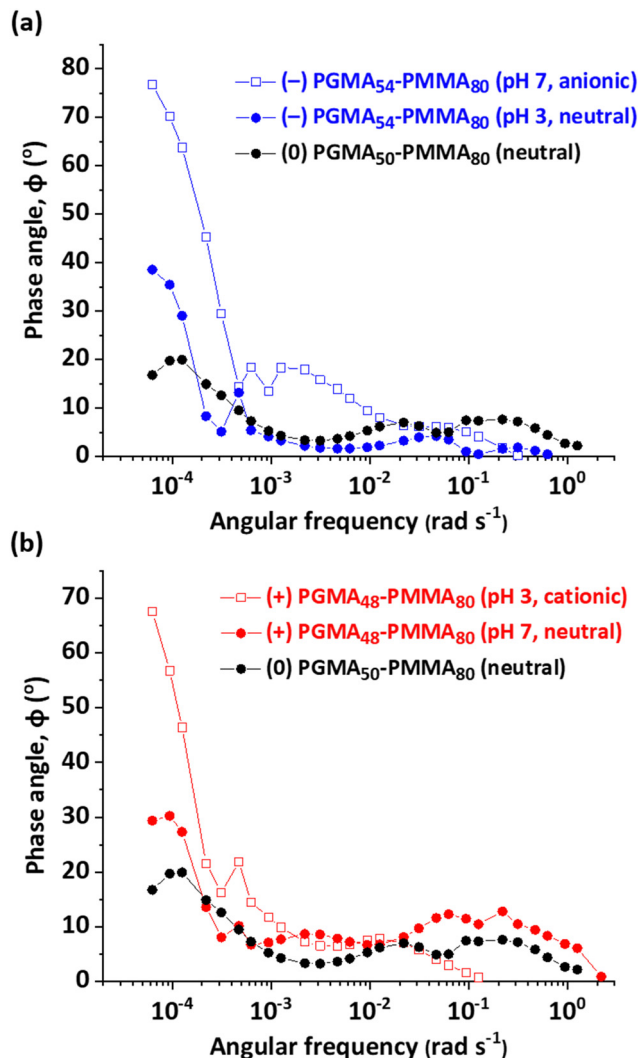 (a)
80
70
60
50
40
30
20
10
0
Phase angle, ϕ (°)
(−) PGMA₅₄-PMMA₈₀ (pH 7, anionic)
(−) PGMA₅₄-PMMA₈₀ (pH 3, neutral)
(0) PGMA₅₀-PMMA₈₀ (neutral)
10⁻⁴ 10⁻³ 10⁻² 10⁻¹ 10⁰
Angular frequency (rad s⁻¹)
(b)
70
60
50
40
30
20
10
0
Phase angle, ϕ (°)
(+) PGMA₄₈-PMMA₈₀ (pH 3, cationic)
(+) PGMA₄₈-PMMA₈₀ (pH 7, neutral)
(0) PGMA₅₀-PMMA₈₀ (neutral)
10⁻⁴ 10⁻³ 10⁻² 10⁻¹ 10⁰
Angular frequency (rad s⁻¹)